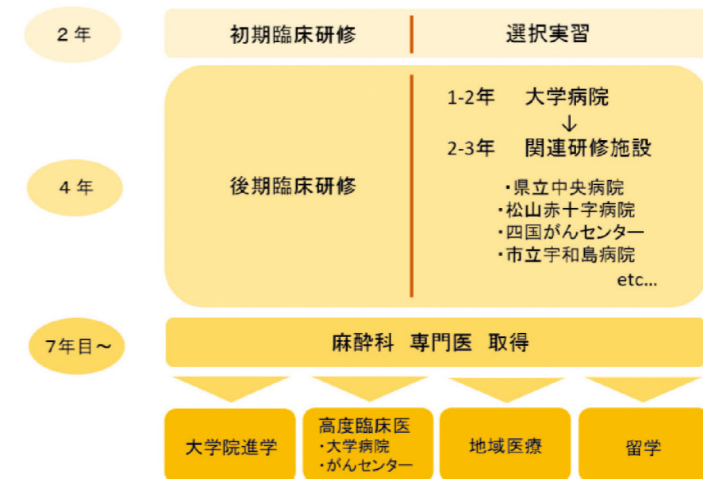 2年
初期臨床研修 選択実習
4年
後期臨床研修
1-2年 大学病院
↓
2-3年 関連研修施設
・県立中央病院
・松山赤十字病院
・四国がんセンター
・市立宇和島病院
etc…
7年目～
麻酔科 専門医 取得
大学院進学
高度臨床医
・大学病院
・がんセンター
地域医療
留学